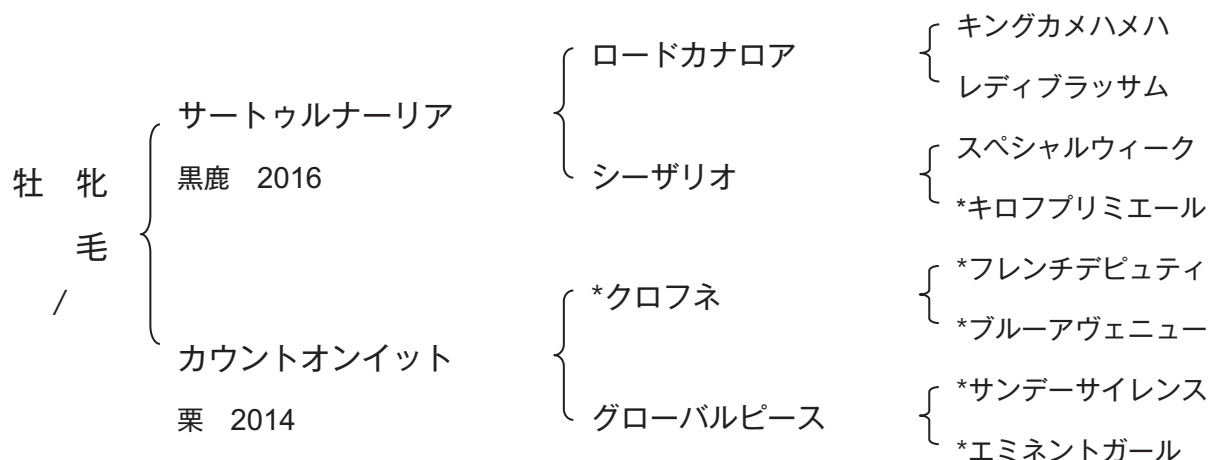 牡 牝
毛
/
サートゥルナーリア
黒鹿 2016
カウントオンイット
栗 2014
ロードカナロア
シーザリオ
*クロフネ
グローバルピース
キングカメハメハ
レディブラッサム
スペシャルウィーク
*キロフプリミエール
*フレンチデピュティ
*ブルーアヴェニュー
*サンデーサイレンス
*エミネントガール